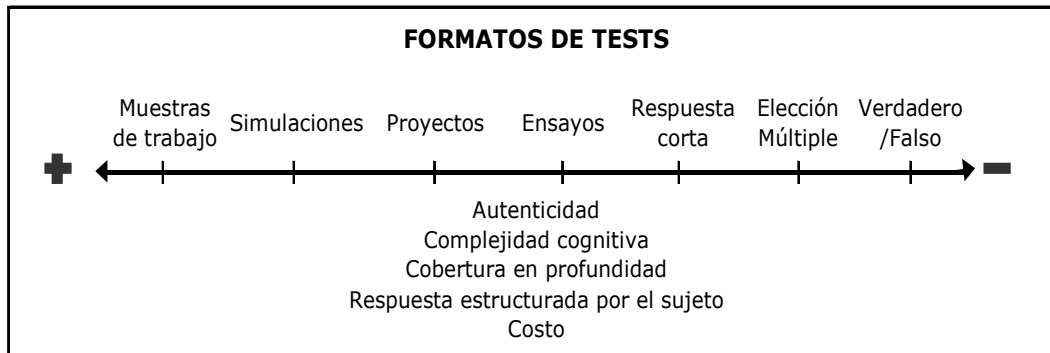 FORMATOS DE TESTS
Muestras de trabajo
Simulaciones
Proyectos
Ensayos
Respuesta corta
Elección Múltiple
Verdadero /Falso
Autenticidad
Complejidad cognitiva
Cobertura en profundidad
Respuesta estructurada por el sujeto
Costo